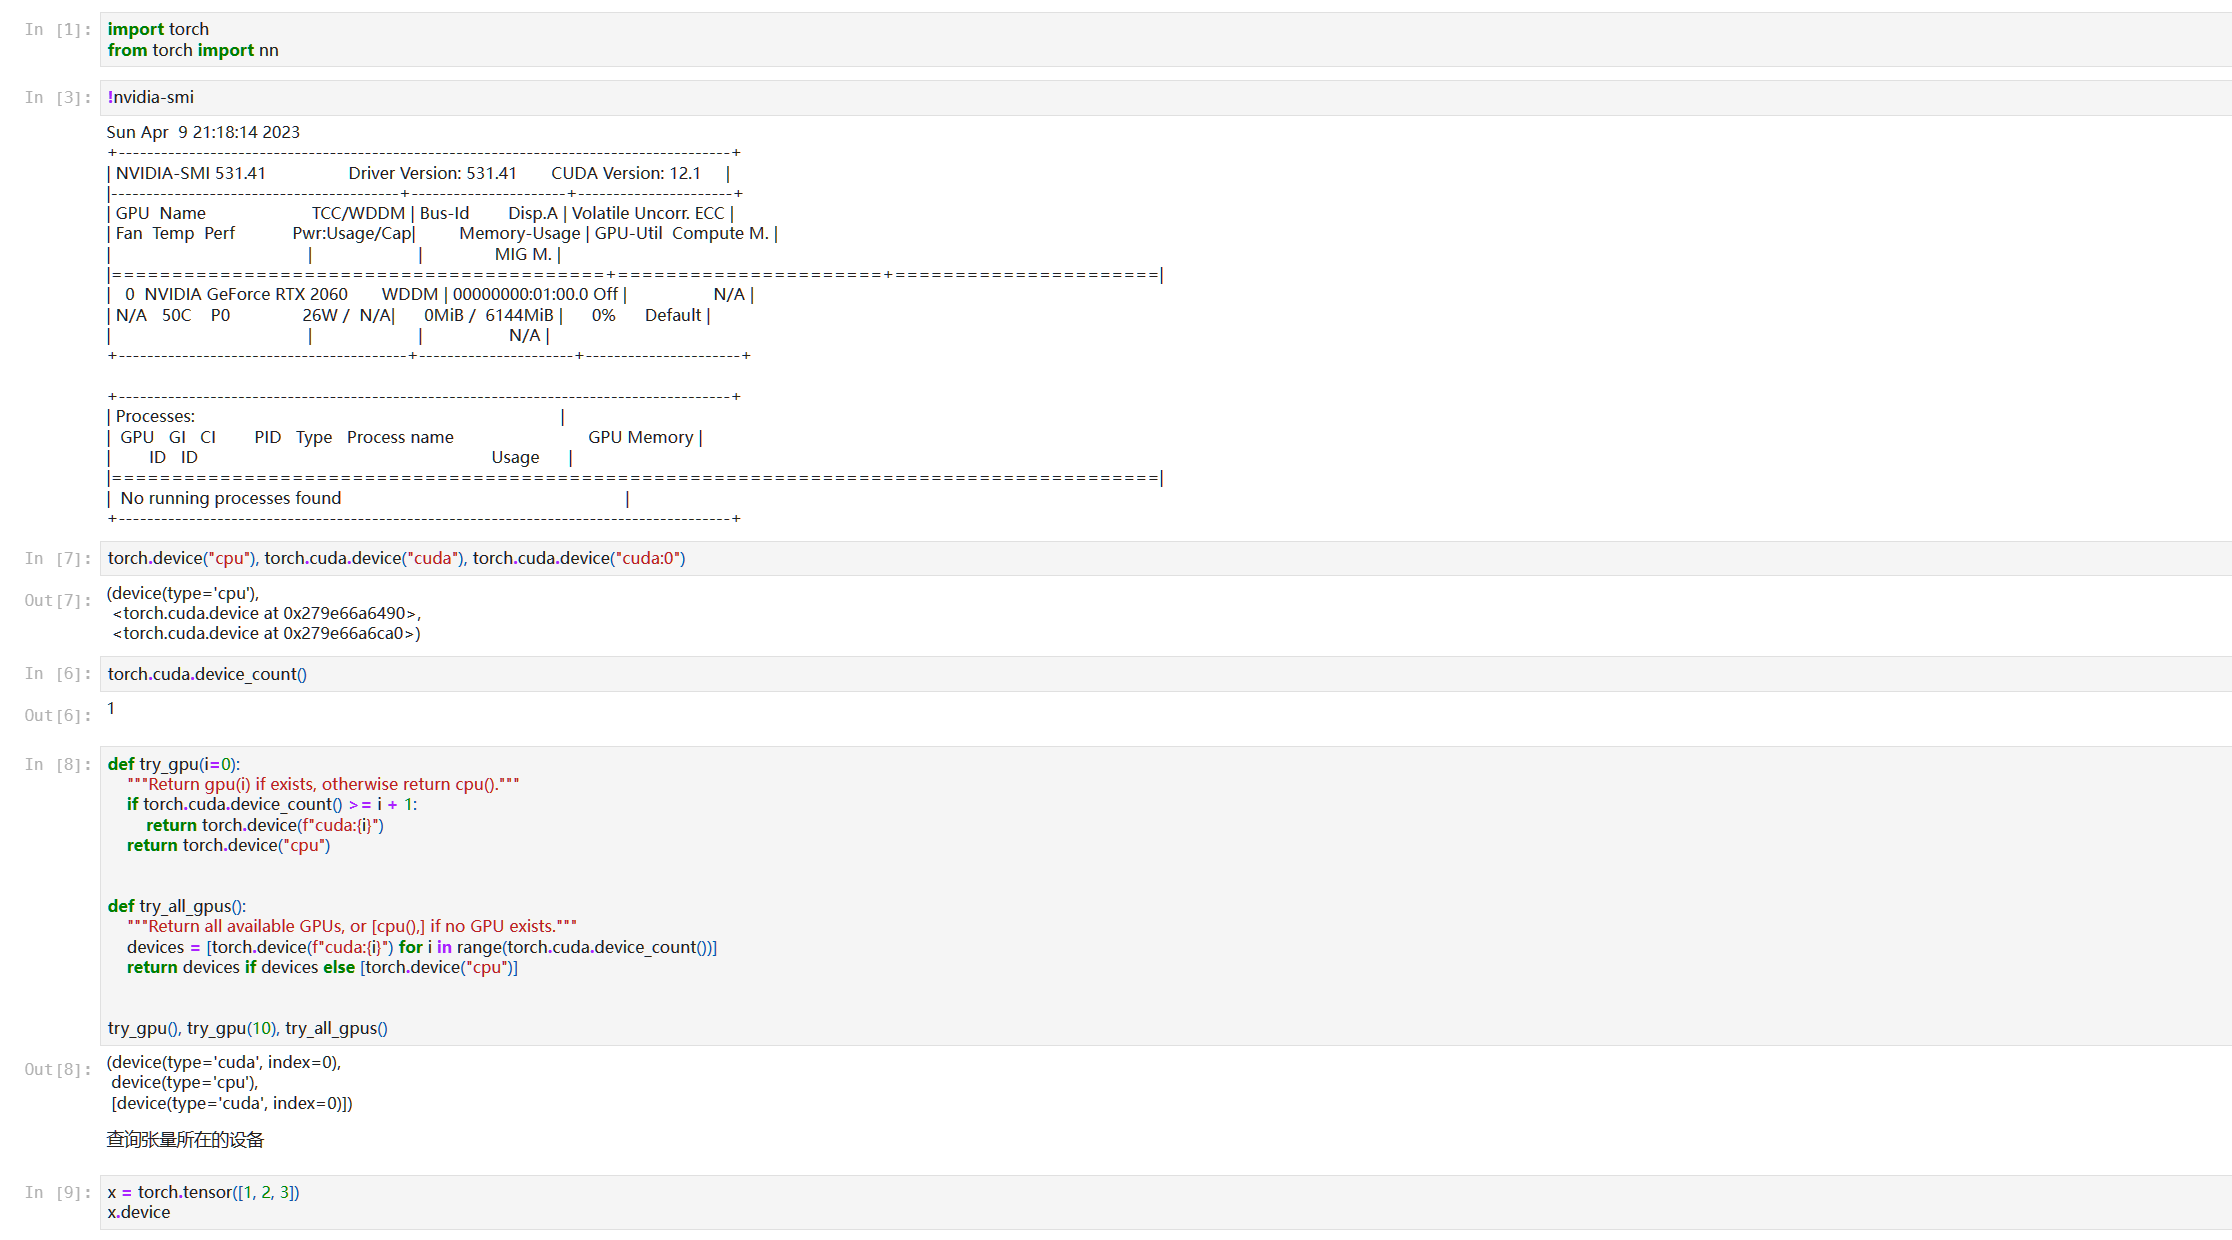 In [1]: import torch
from torch import nn
In [3]: !nvidia-smi
Sun Apr  9 21:18:14 2023
+---------------------------------------------------------------------------------------+
| NVIDIA-SMI 531.41                 Driver Version: 531.41       CUDA Version: 12.1     |
|-----------------------------------------+----------------------+----------------------+
| GPU  Name                      TCC/WDDM | Bus-Id        Disp.A | Volatile Uncorr. ECC |
| Fan  Temp  Perf            Pwr:Usage/Cap|         Memory-Usage | GPU-Util  Compute M. |
|                                         |                      |               MIG M. |
|=========================================+======================+======================|
|   0  NVIDIA GeForce RTX 2060       WDDM | 00000000:01:00.0 Off |                  N/A |
| N/A   50C    P0               26W /  N/A|      0MiB /  6144MiB |      0%      Default |
|                                         |                      |                  N/A |
+-----------------------------------------+----------------------+----------------------+
+---------------------------------------------------------------------------------------+
| Processes:                                                                            |
|  GPU   GI   CI        PID   Type   Process name                            GPU Memory |
|        ID   ID                                                             Usage      |
|=======================================================================================|
|  No running processes found                                                           |
+---------------------------------------------------------------------------------------+
In [7]: torch.device("cpu"), torch.cuda.device("cuda"), torch.cuda.device("cuda:0")
Out[7]: (device(type='cpu'),
<torch.cuda.device at 0x279e66a6490>,
<torch.cuda.device at 0x279e66a6ca0>)
In [6]: torch.cuda.device_count()
Out[6]: 1
In [8]: def try_gpu(i=0):
"""Return gpu(i) if exists, otherwise return cpu()."""
if torch.cuda.device_count() >= i + 1:
return torch.device(f"cuda:{i}")
return torch.device("cpu")
def try_all_gpus():
"""Return all available GPUs, or [cpu(),] if no GPU exists."""
devices = [torch.device(f"cuda:{i}") for i in range(torch.cuda.device_count())]
return devices if devices else [torch.device("cpu")]
try_gpu(), try_gpu(10), try_all_gpus()
Out[8]: (device(type='cuda', index=0),
device(type='cpu'),
[device(type='cuda', index=0)])
查询张量所在的设备
In [9]: x = torch.tensor([1, 2, 3])
x.device